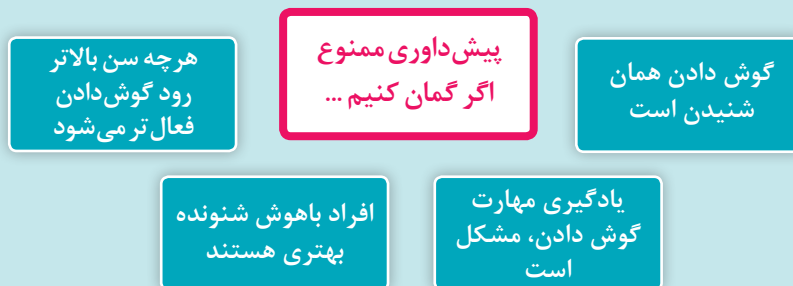 پیش‌داوری ممنوع
اگر گمان کنیم ...
گوش دادن همان
شنیدن است
هرچه سن بالاتر
رود گوش‌دادن
فعال‌تر می‌شود
یادگیری مهارت
گوش دادن، مشکل
است
افراد باهوش شنونده
بهتری هستند